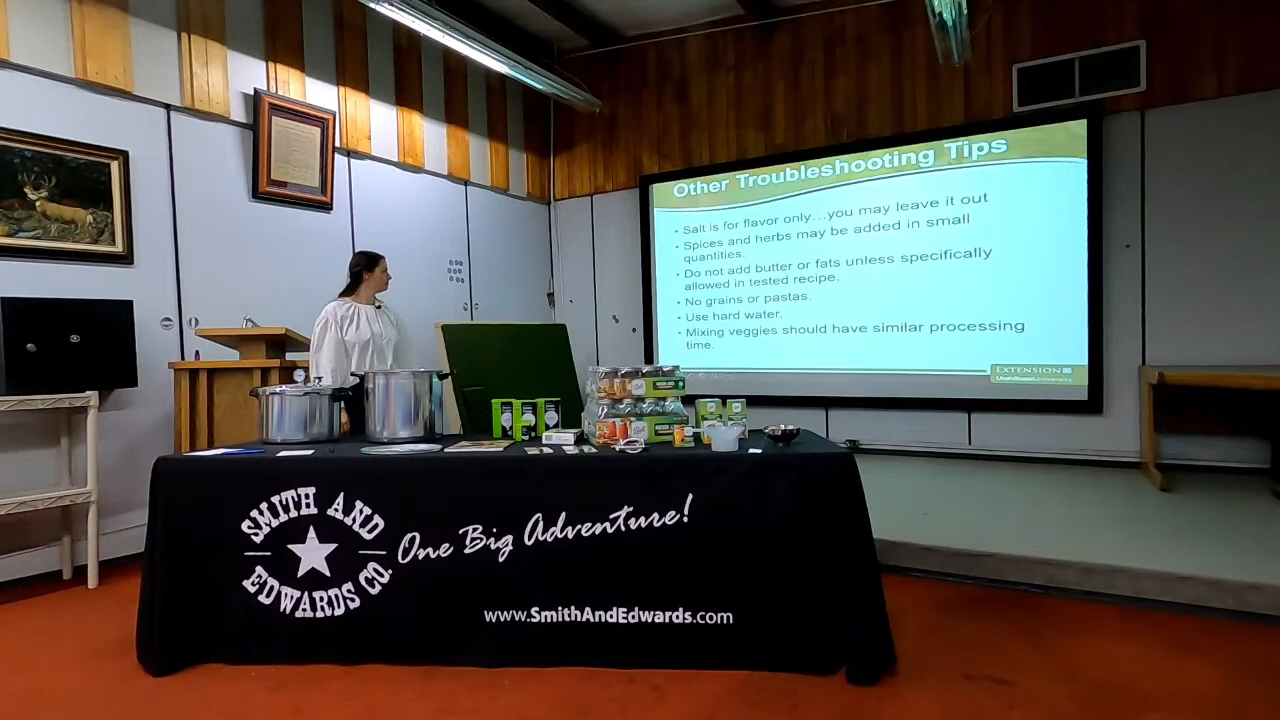 Other Troubleshooting Tips
• Salt is for flavor only...you may leave it out
• Spices and herbs may be added in small
quantities.
• Do not add butter or fats unless specifically
allowed in tested recipe.
• No grains or pastas.
• Use hard water.
• Mixing veggies should have similar processing
time.
EXTENSION
UtahStateUniversity
SMITH AND
EDWARDS CO.
One Big Adventure!
www.SmithAndEdwards.com
Ball